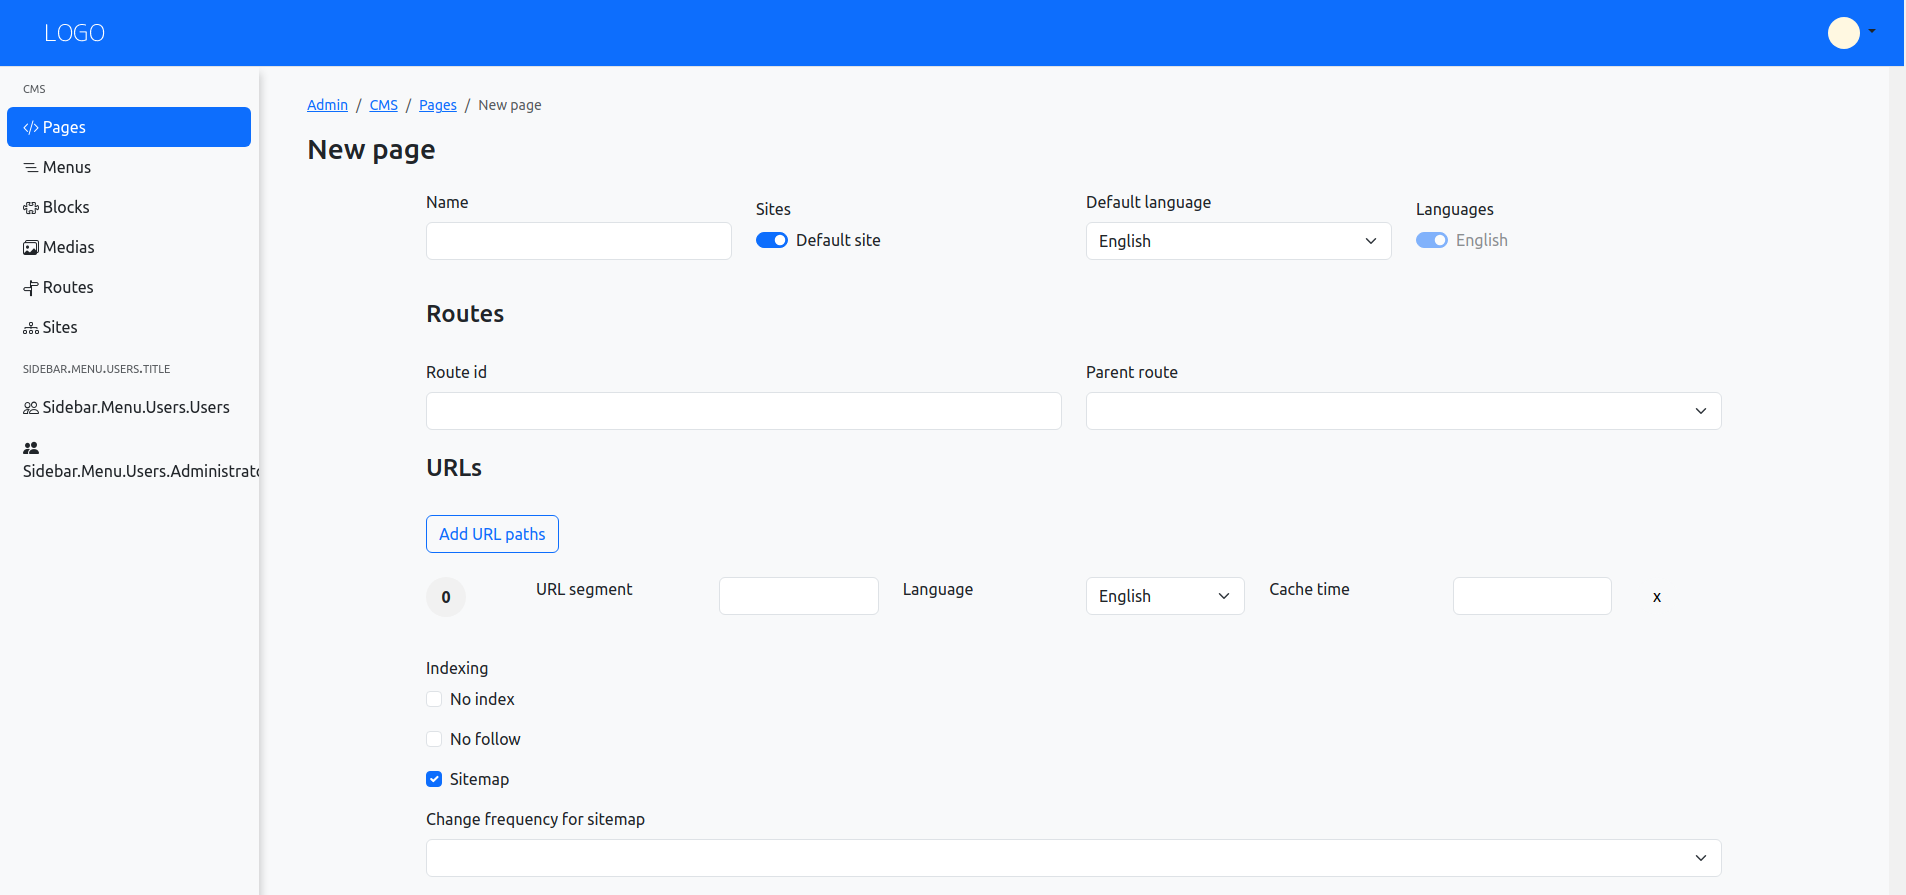 LOGO
CMS
Pages
Menus
Blocks
Medias
Routes
Sites
SIDEBAR.MENU.USERS.TITLE
Sidebar.Menu.Users.Users
Sidebar.Menu.Users.Administrato
Admin / CMS / Pages / New page
New page
Name
Sites
Default site
Default language
English
Languages
English
Routes
Route id
Parent route
URLs
Add URL paths
0 URL segment Language English Cache time x
Indexing
No index
No follow
Sitemap
Change frequency for sitemap